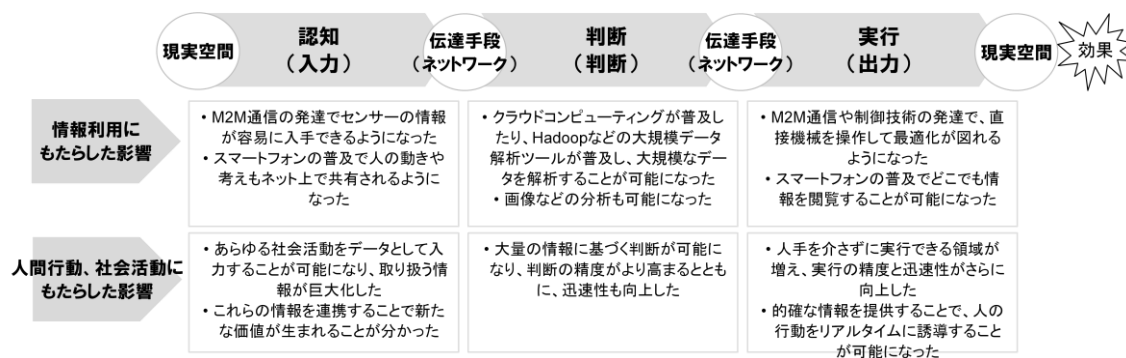 現実空間
認知
（入力）
伝達手段
（ネットワーク）
判断
（判断）
伝達手段
（ネットワーク）
実行
（出力）
現実空間
効果
情報利用に
もたらした影響
• M2M通信の発達でセンサーの情報
が容易に入手できるようになった
• スマートフォンの普及で人の動きや
考えもネット上で共有されるように
なった
• クラウドコンピューティングが普及し
たり、Hadoopなどの大規模データ
解析ツールが普及し、大規模なデー
タを解析することが可能になった
• 画像などの分析も可能になった
• M2M通信や制御技術の発達で、直
接機械を操作して最適化が図れる
ようになった
• スマートフォンの普及でどこでも情
報を閲覧することが可能になった
人間行動、社会活動に
もたらした影響
• あらゆる社会活動をデータとして入
力することが可能になり、取り扱う情
報が巨大化した
• これらの情報を連携することで新た
な価値が生まれることが分かった
• 大量の情報に基づく判断が可能に
なり、判断の精度がより高まるととも
に、迅速性も向上した
• 人手を介さずに実行できる領域が
増え、実行の精度と迅速性がさらに
向上した
• 的確な情報を提供することで、人の
行動をリアルタイムに誘導すること
が可能になった